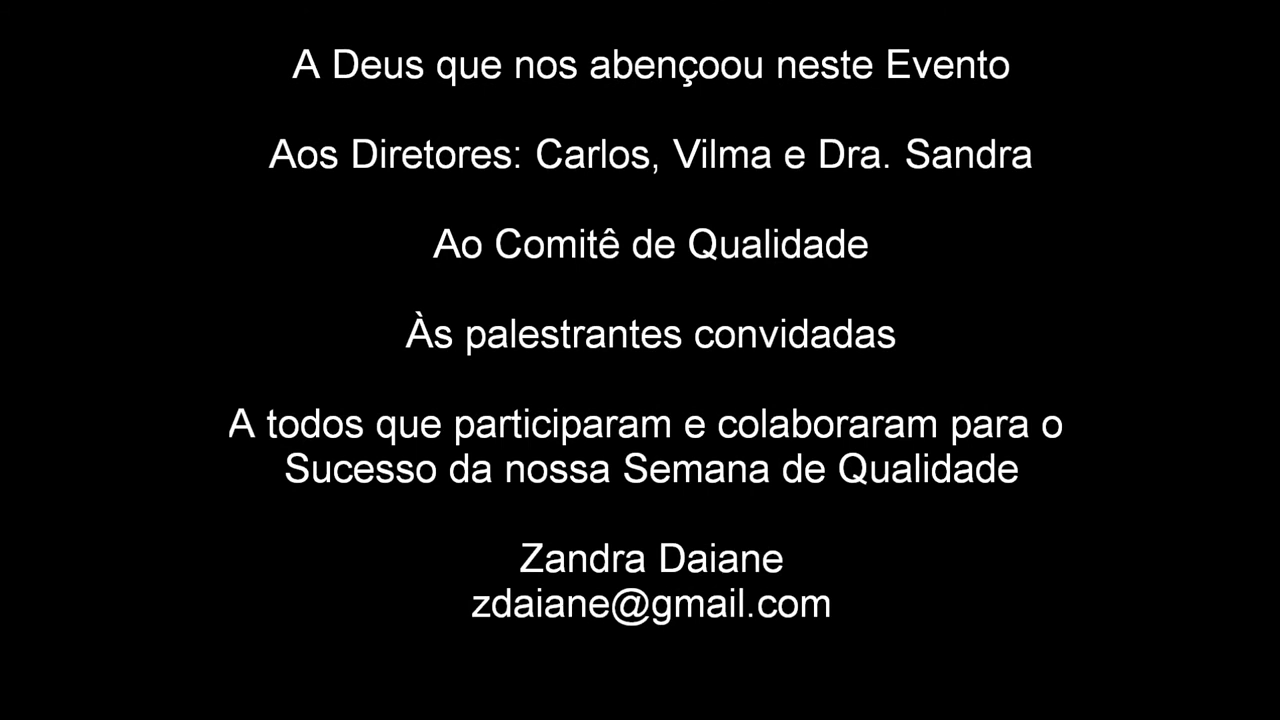 A Deus que nos abençoou neste Evento
Aos Diretores: Carlos, Vilma e Dra. Sandra
Ao Comitê de Qualidade
Às palestrantes convidadas
A todos que participaram e colaboraram para o
Sucesso da nossa Semana de Qualidade
Zandra Daiane
zdaiane@gmail.com